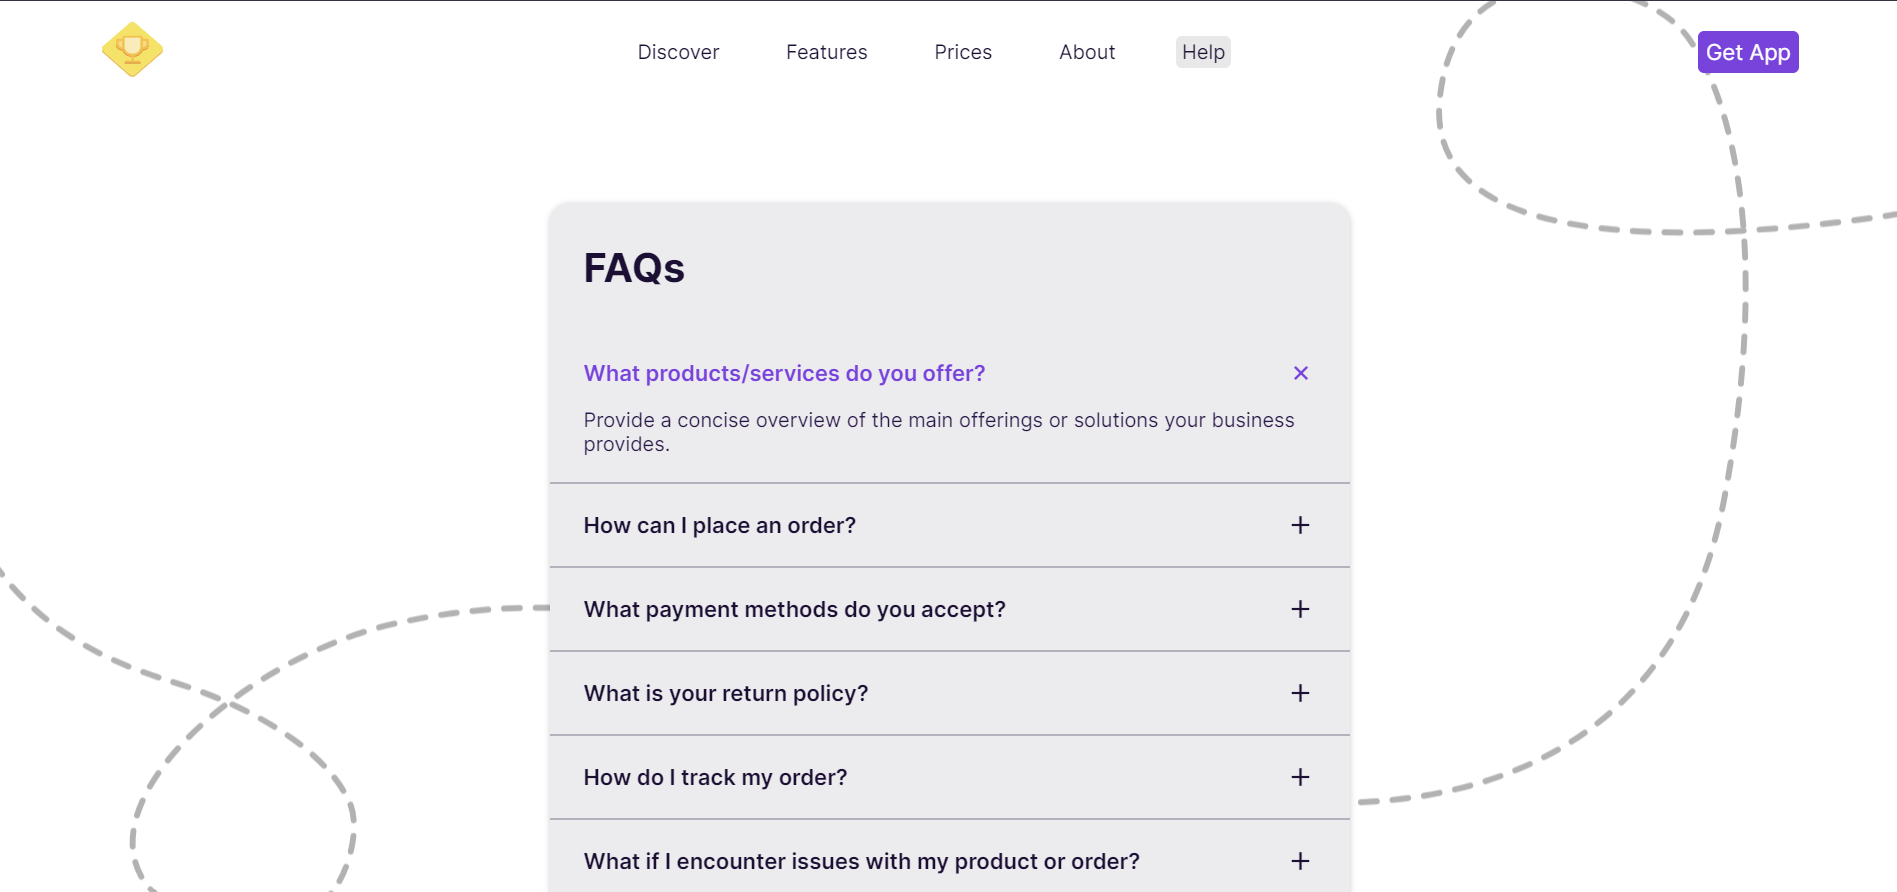 Discover Features Prices About Help Get App
FAQs
What products/services do you offer?
Provide a concise overview of the main offerings or solutions your business
provides.
How can I place an order?
What payment methods do you accept?
What is your return policy?
How do I track my order?
What if I encounter issues with my product or order?